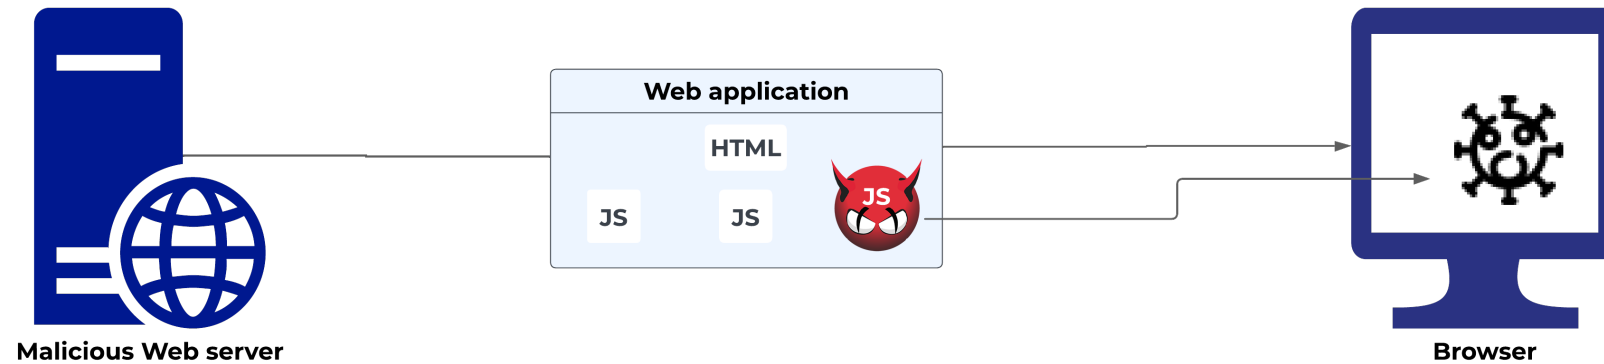 Web application
HTML
JS
JS
JS
Malicious Web server
Browser